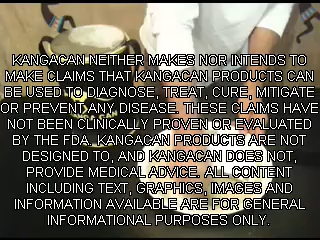 KANGACAN NEITHER MAKES NOR INTENDS TO
MAKE CLAIMS THAT KANGACAN PRODUCTS CAN
BE USED TO DIAGNOSE, TREAT, CURE, MITIGATE
OR PREVENT ANY DISEASE. THESE CLAIMS HAVE
NOT BEEN CLINICALLY PROVEN OR EVALUATED
BY THE FDA. KANGACAN PRODUCTS ARE NOT
DESIGNED TO, AND KANGACAN DOES NOT,
PROVIDE MEDICAL ADVICE. ALL CONTENT
INCLUDING TEXT, GRAPHICS, IMAGES AND
INFORMATION AVAILABLE ARE FOR GENERAL
INFORMATIONAL PURPOSES ONLY.